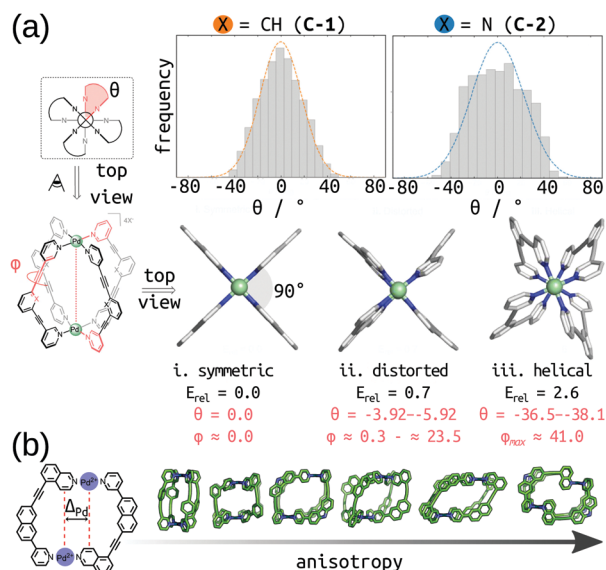 (a)
X = CH (C-1)
X = N (C-2)
frequency
-80 -40 0 40 80
θ / °
-80 -40 0 40 80
θ / °
θ
N N N N N N
top
view
4X⁻
Pd
N N N N
φ
X X X X
Pd
N N N N
top
view
90°
i. symmetric
E_rel = 0.0
θ = 0.0
φ ≈ 0.0
ii. distorted
E_rel = 0.7
θ = -3.92--5.92
φ ≈ 0.3 - ≈ 23.5
iii. helical
E_rel = 2.6
θ = -36.5--38.1
φ_max ≈ 41.0
(b)
N Pd²⁺ N
Δ_Pd
N Pd²⁺ N
anisotropy